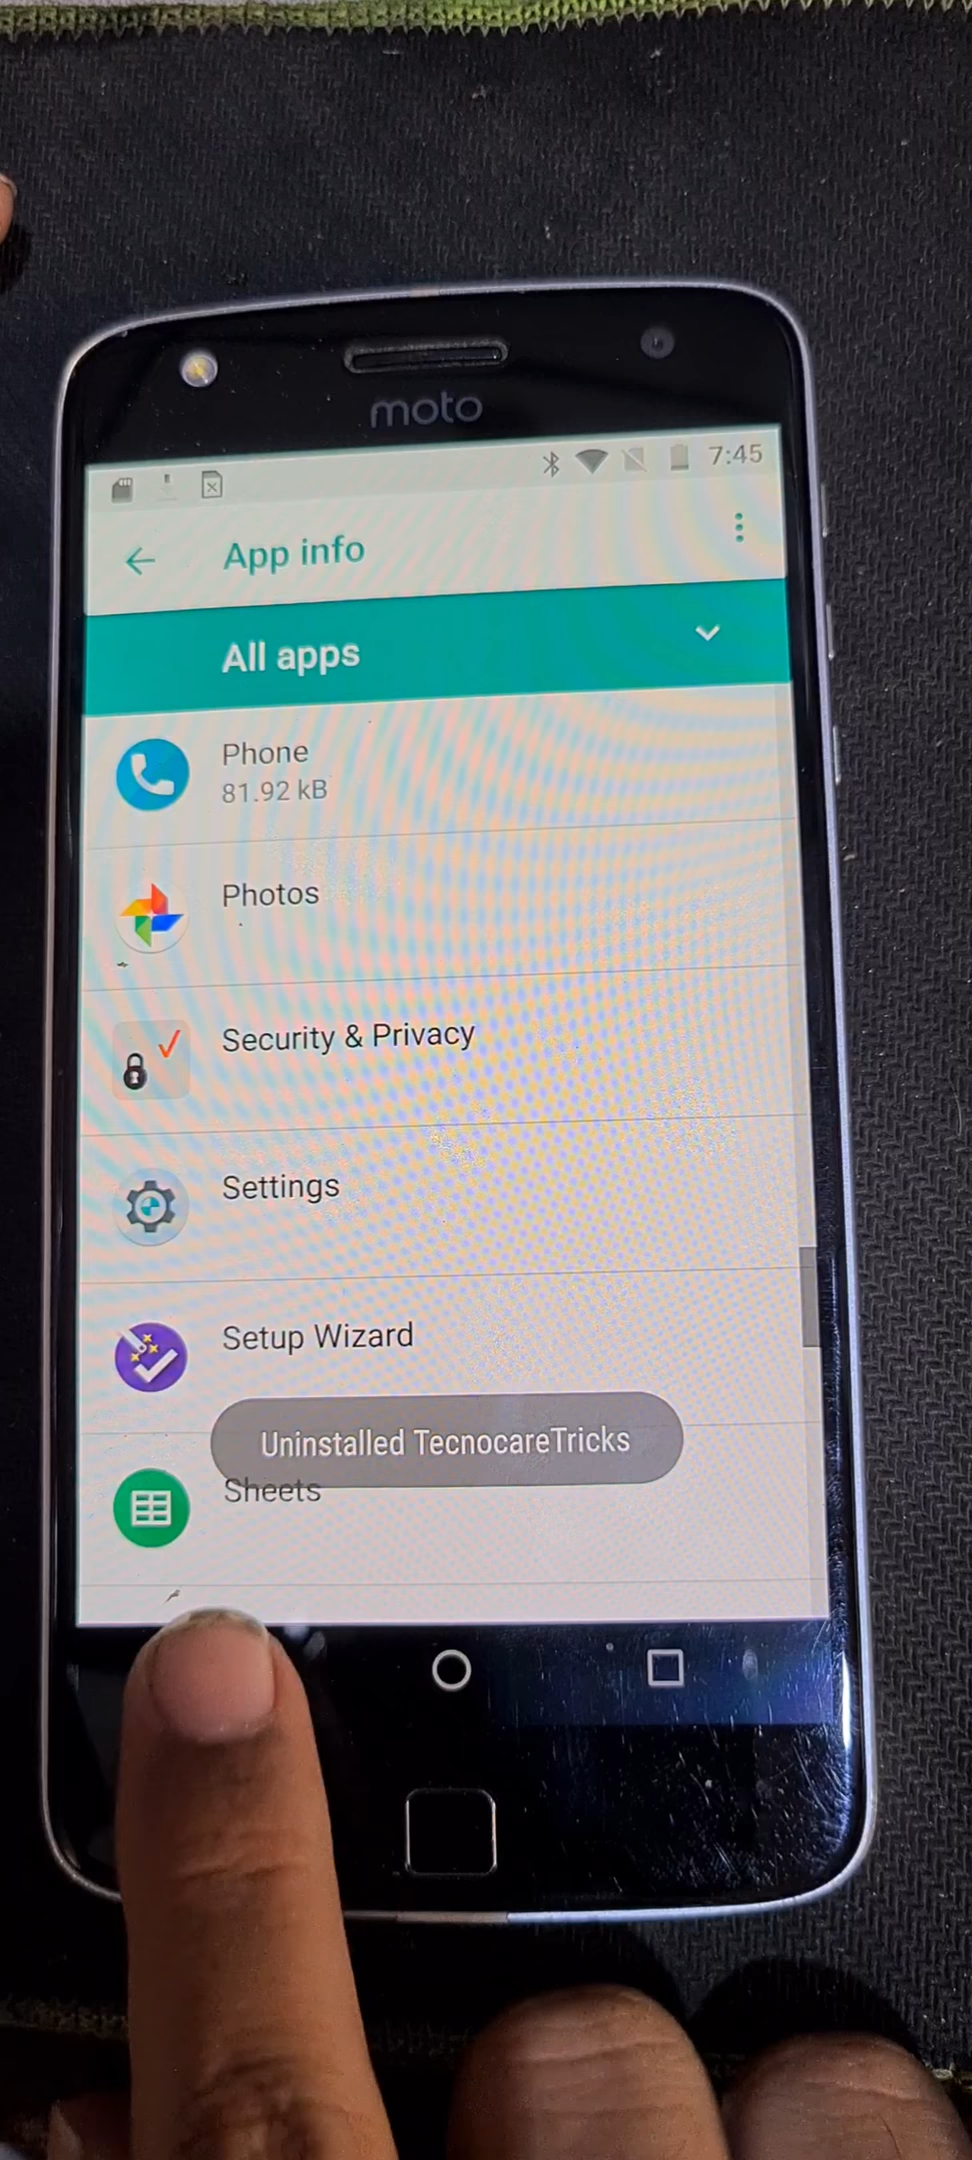 moto
7:45
App info
All apps
Phone
81.92 kB
Photos
Security & Privacy
Settings
Setup Wizard
Uninstalled TecnocareTricks
Sheets